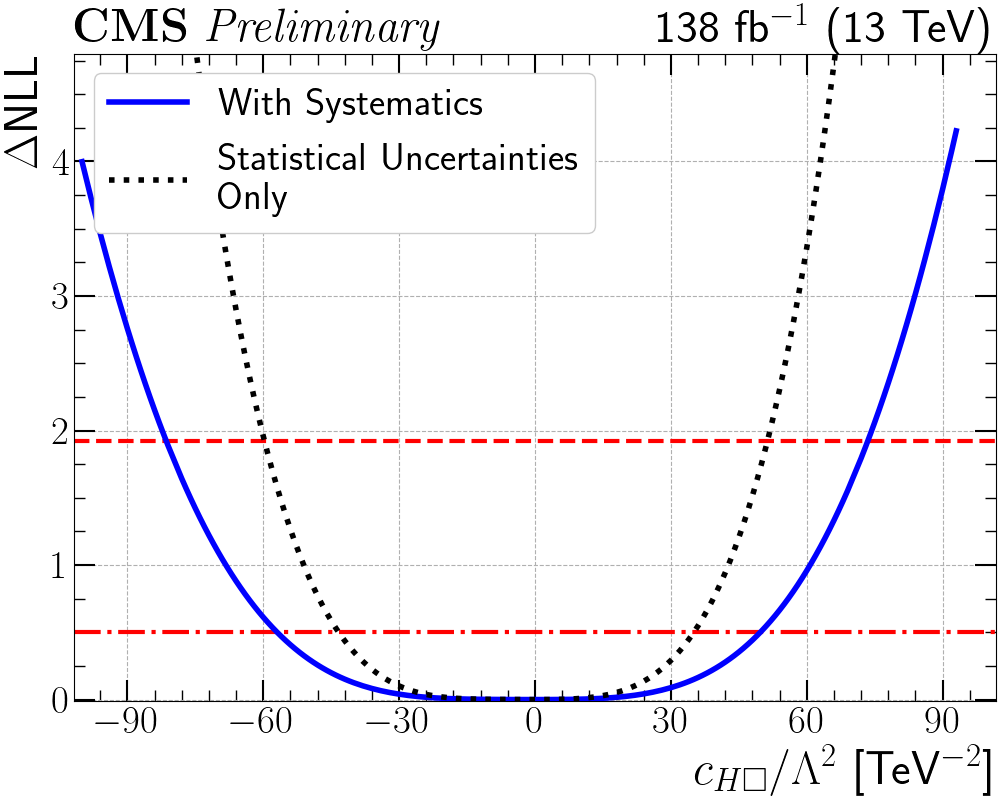 CMS Preliminary 138 fb⁻¹ (13 TeV)
ΔNLL
With Systematics
Statistical Uncertainties
Only
4
3
2
1
0
−90 −60 −30 0 30 60 90
c_{H□}/Λ² [TeV⁻²]